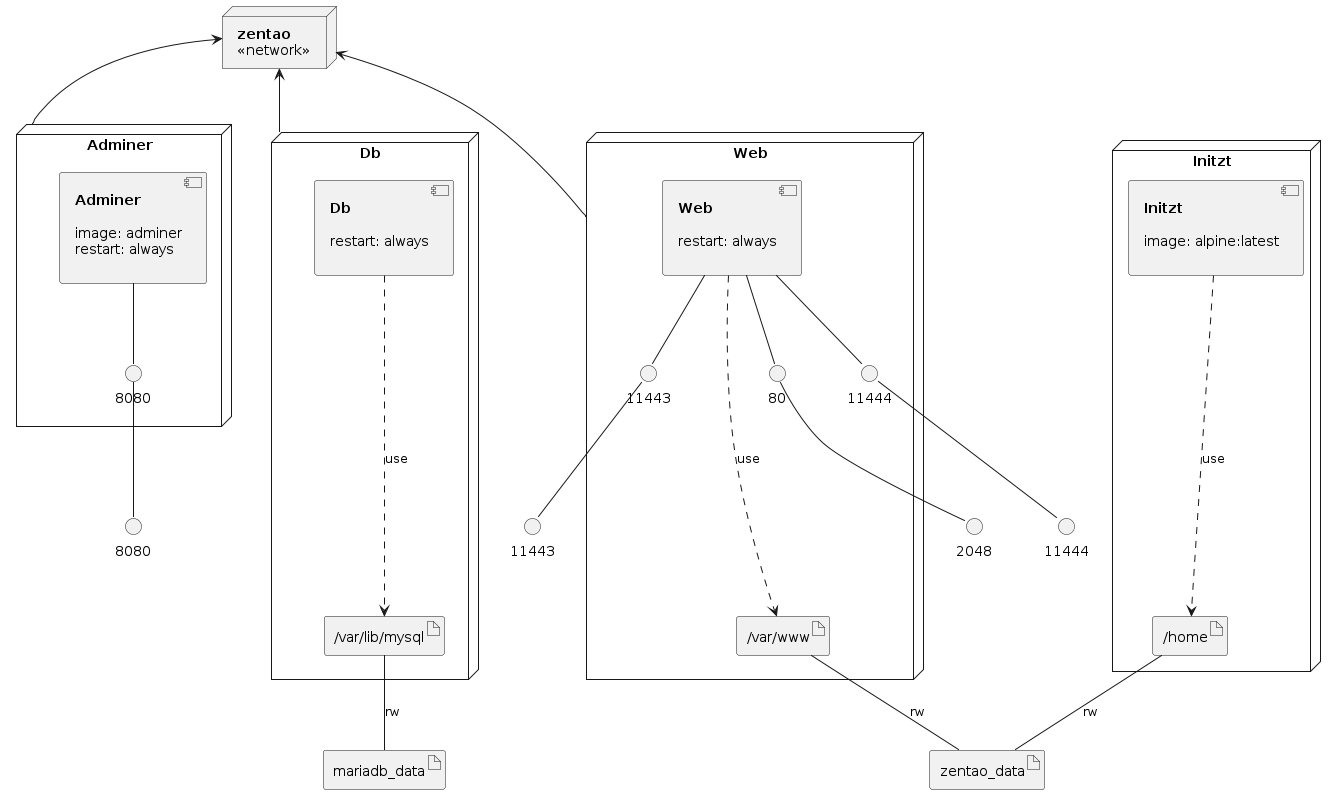 zentao
«network»
Adminer
Adminer
image: adminer
restart: always
8080
8080
Db
Db
restart: always
use
/var/lib/mysql
rw
mariadb_data
Web
Web
restart: always
11443
80
11444
use
11443
2048
11444
/var/www
rw
Initzt
Initzt
image: alpine:latest
use
/home
rw
zentao_data